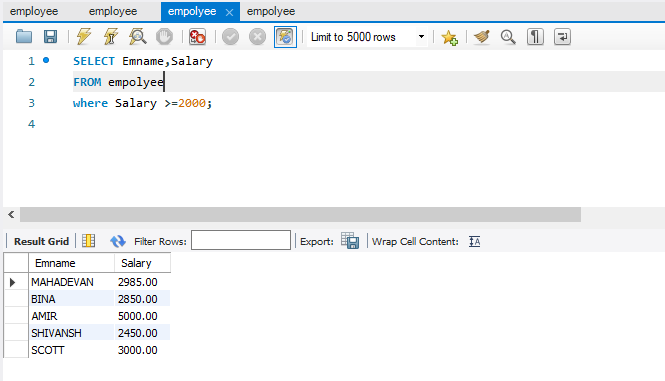 employee employee empolyee × empolyee
Limit to 5000 rows
1 SELECT Emname,Salary
2 FROM empolyee
3 where Salary >=2000;
4
Result Grid Filter Rows: Export: Wrap Cell Content:
Emname Salary
MAHADEVAN 2985.00
BINA 2850.00
AMIR 5000.00
SHIVANSH 2450.00
SCOTT 3000.00